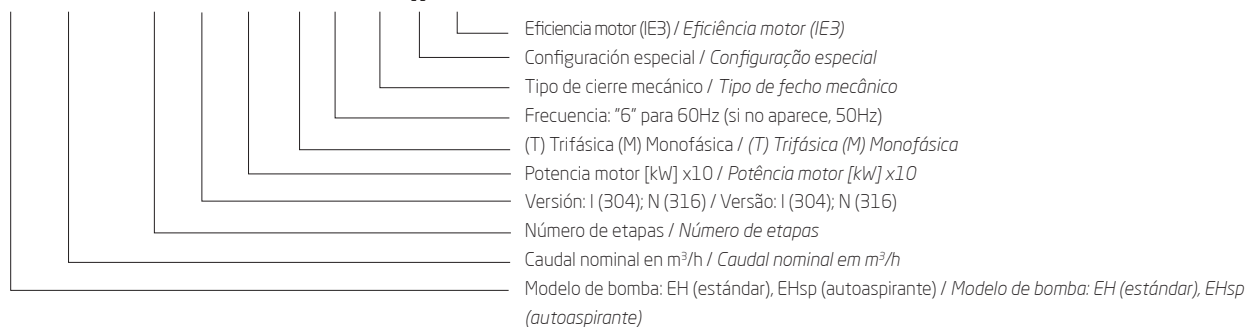 Eficiencia motor (IE3) / Eficiência motor (IE3)
Configuración especial / Configuração especial
Tipo de cierre mecánico / Tipo de fecho mecânico
Frecuencia: "6" para 60Hz (si no aparece, 50Hz)
(T) Trifásica (M) Monofásica / (T) Trifásica (M) Monofásica
Potencia motor [kW] x10 / Potência motor [kW] x10
Versión: I (304); N (316) / Versão: I (304); N (316)
Número de etapas / Número de etapas
Caudal nominal en m³/h / Caudal nominal em m³/h
Modelo de bomba: EH (estándar), EHsp (autoaspirante) / Modelo de bomba: EH (estándar), EHsp
(autoaspirante)